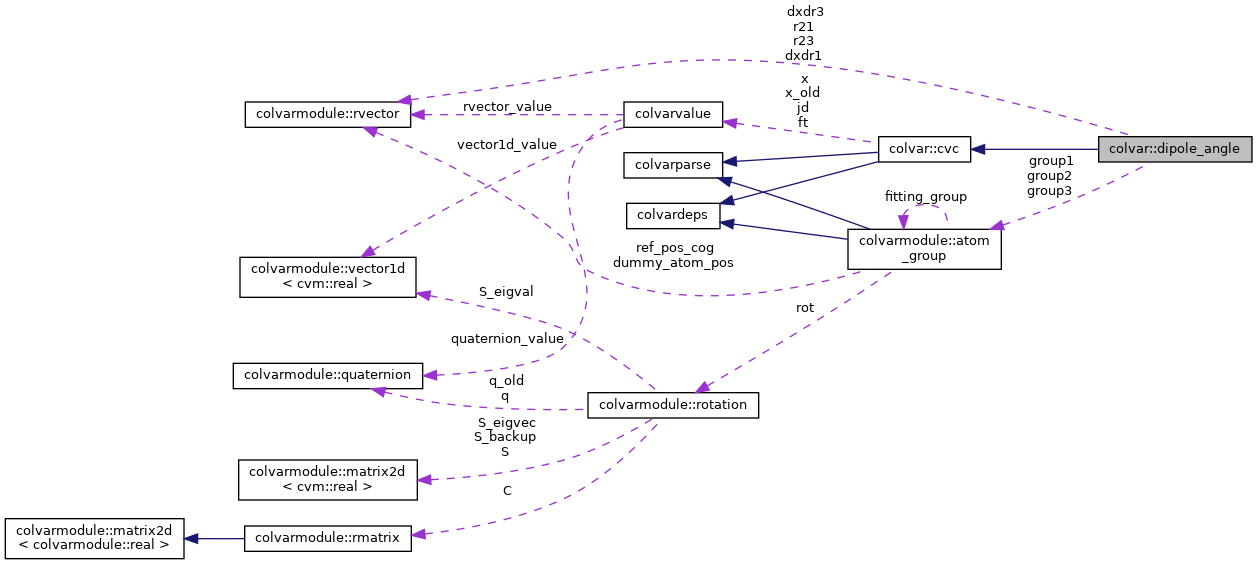 dxdr3
r21
r23
dxdr1
x
x_old
jd
ft
colvarmodule::rvector
rvector_value
colvarvalue
vector1d_value
colvar::cvc
colvar::dipole_angle
colvarparse
group1
group2
group3
fitting_group
colvardeps
colvarmodule::atom
_group
ref_pos_cog
dummy_atom_pos
colvarmodule::vector1d
< cvm::real >
S_eigval
rot
quaternion_value
colvarmodule::quaternion
q_old
q
colvarmodule::rotation
S_eigvec
S_backup
S
colvarmodule::matrix2d
< cvm::real >
C
colvarmodule::matrix2d
< colvarmodule::real >
colvarmodule::rmatrix